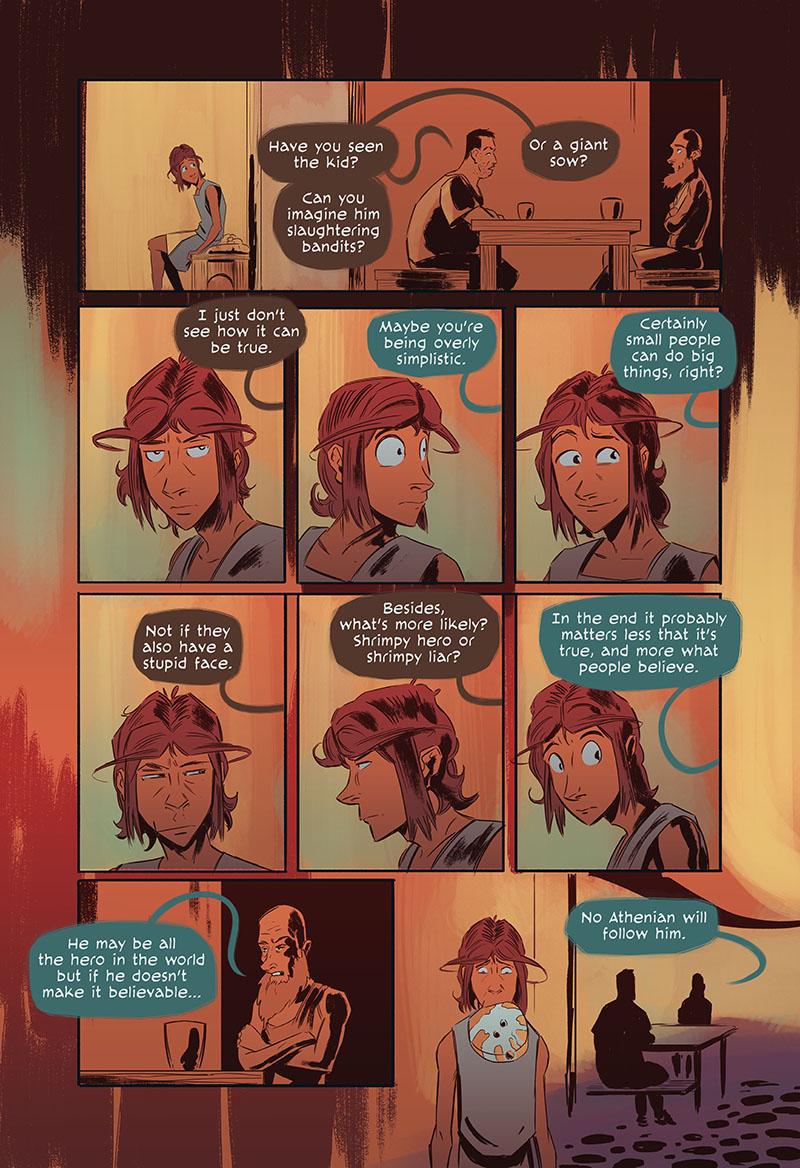 Have you seen
the kid?
Can you
imagine him
slaughtering
bandits?
Or a giant
sow?
I just don't
see how it can
be true.
Maybe you're
being overly
simplistic.
Certainly
small people
can do big
things, right?
Not if they
also have a
stupid face.
Besides,
what's more likely?
Shrimpy hero or
shrimpy liar?
In the end it probably
matters less that it's
true, and more what
people believe.
He may be all
the hero in the world
but if he doesn't
make it believable...
No Athenian will
follow him.